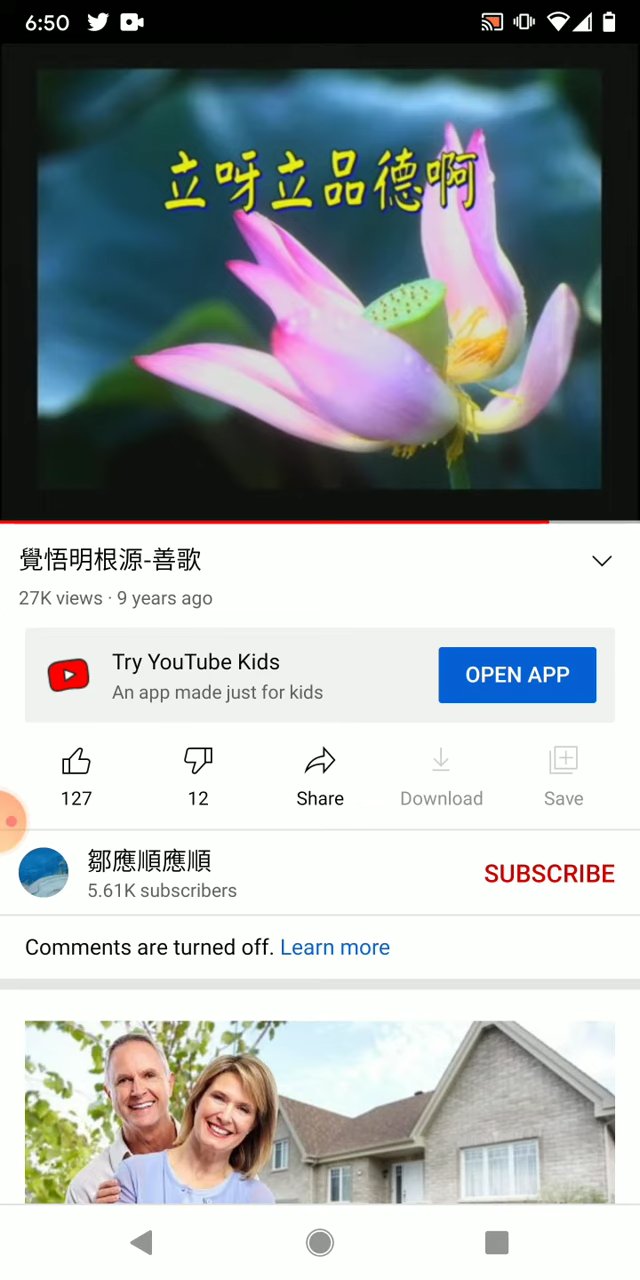 6:50
立呀立品德啊
覺悟明根源-善歌
27K views · 9 years ago
Try YouTube Kids
An app made just for kids
OPEN APP
127
12
Share
Download
Save
鄒應順應順
5.61K subscribers
SUBSCRIBE
Comments are turned off. Learn more